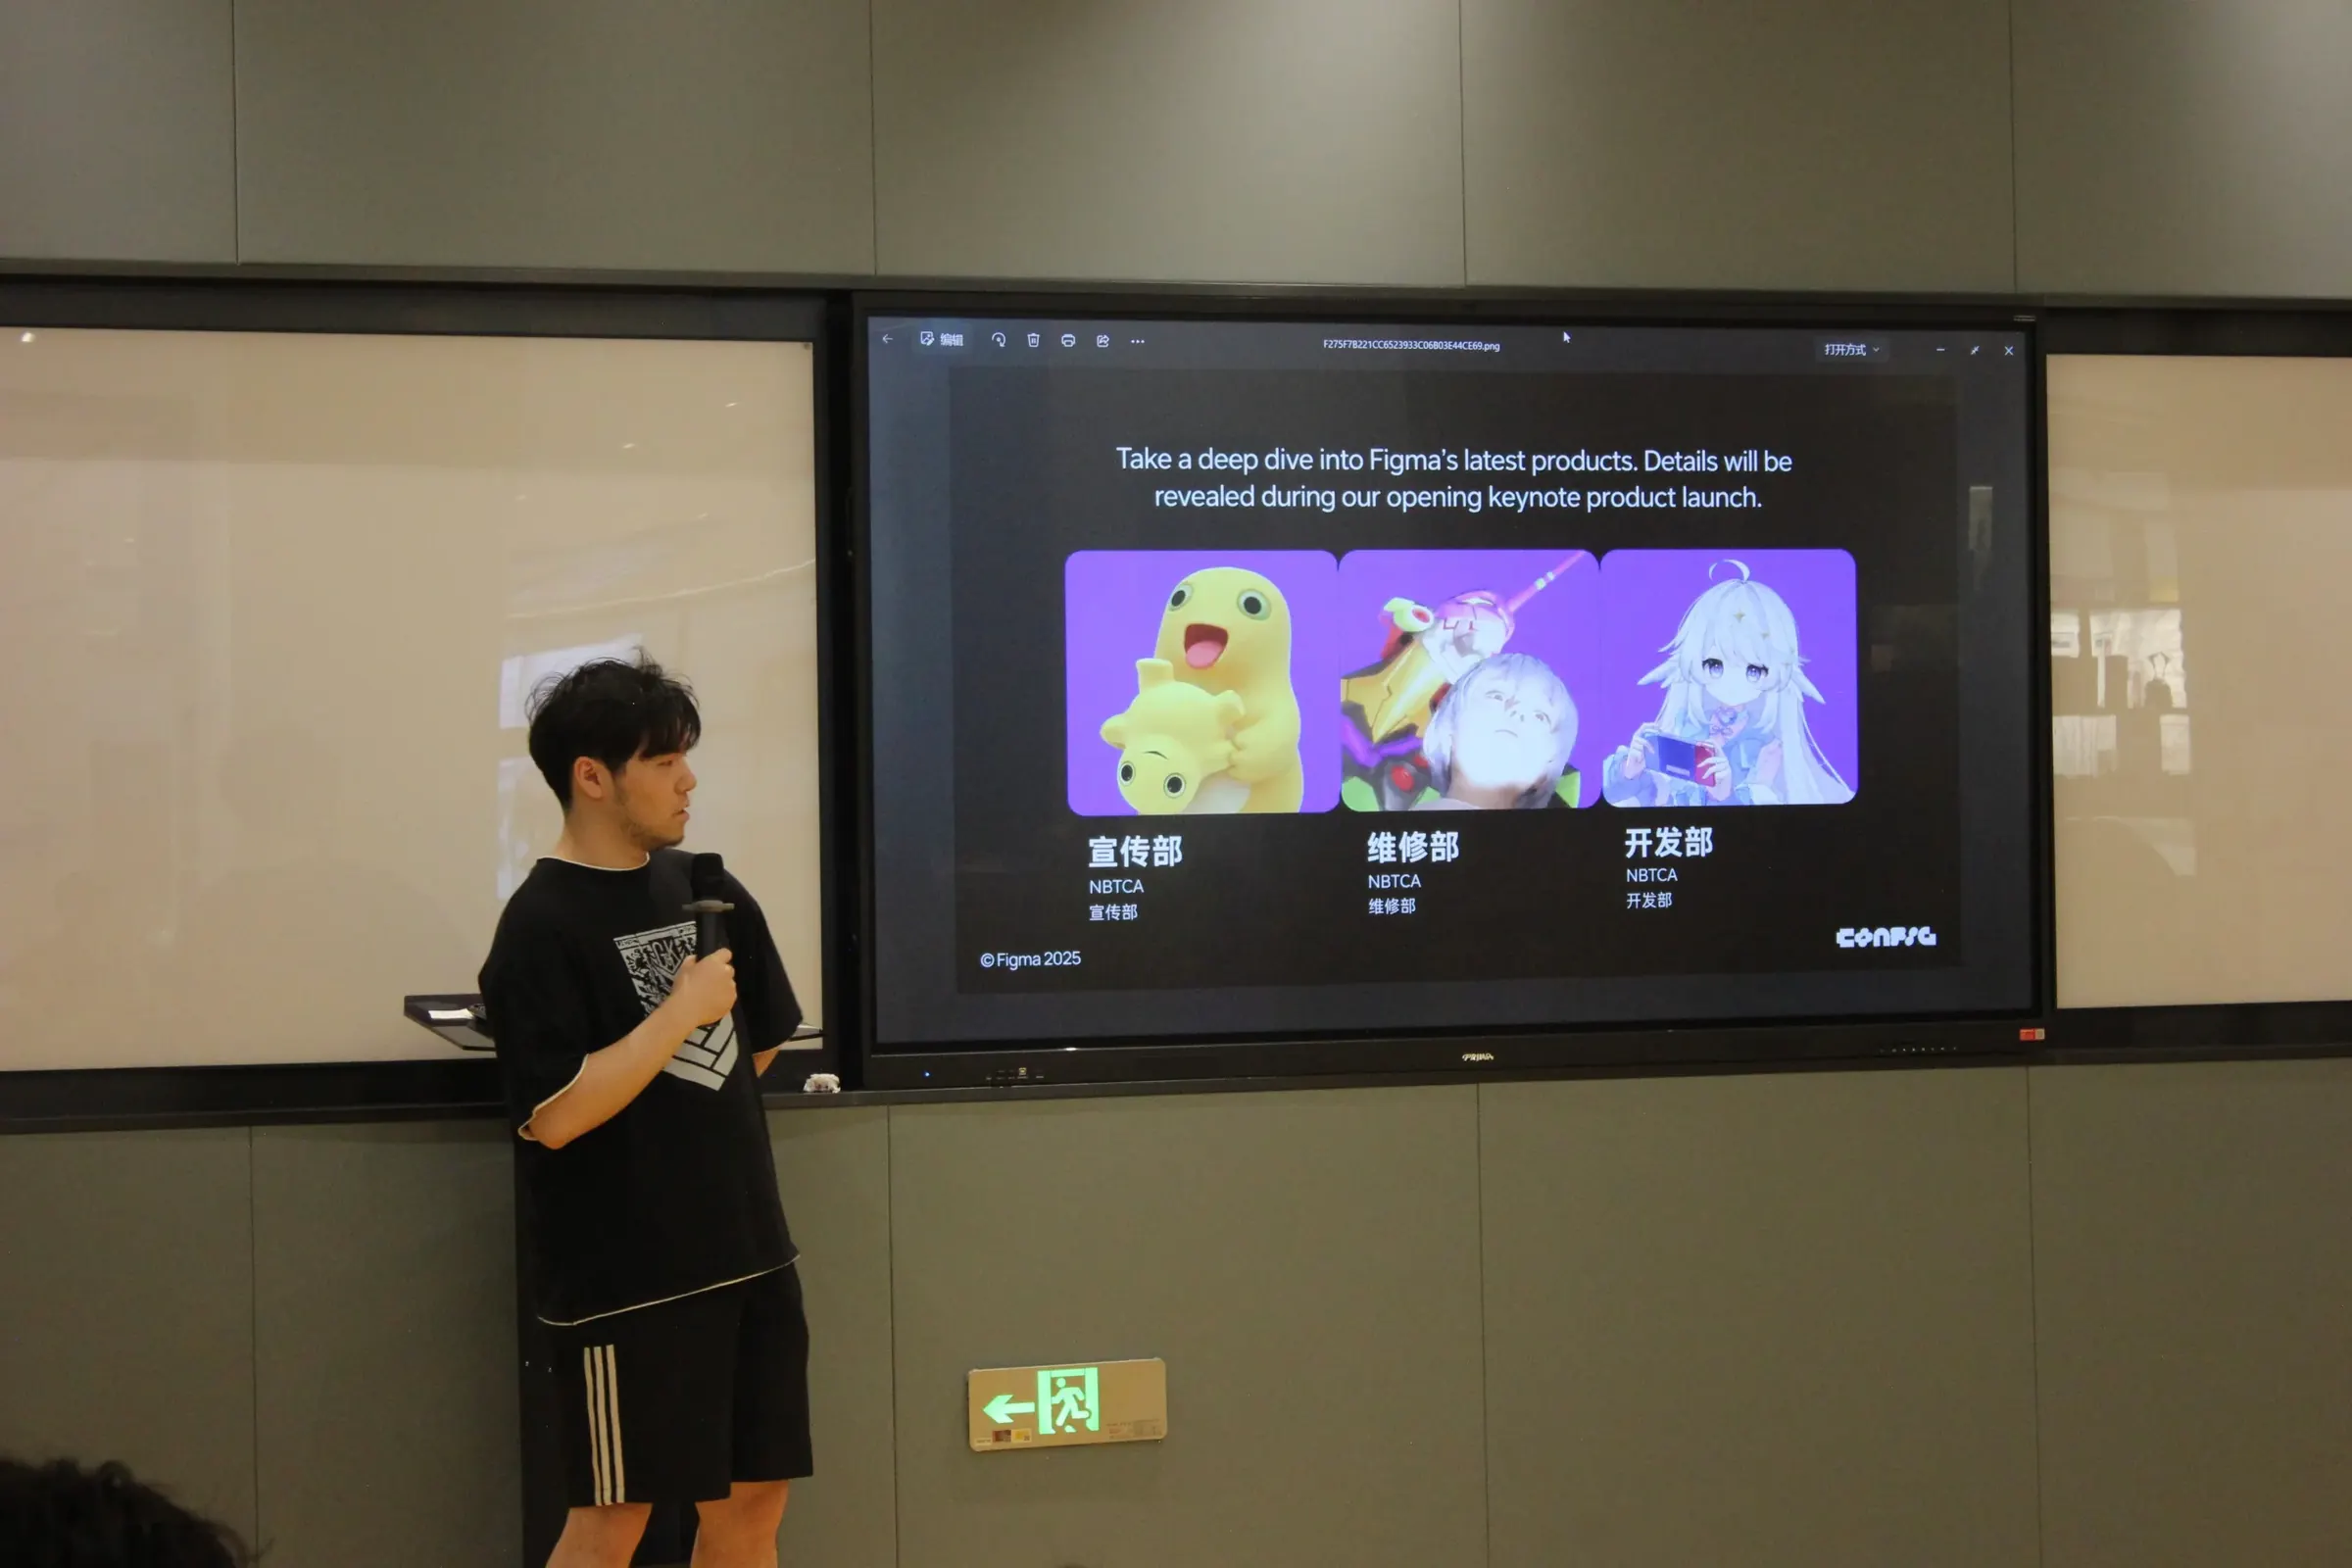 编辑
F275F7B221CC6523933C06B03E44CE69.png
打开方式
Take a deep dive into Figma's latest products. Details will be
revealed during our opening keynote product launch.
宣传部
NBTCA
宣传部
维修部
NBTCA
维修部
开发部
NBTCA
开发部
© Figma 2025
CONFIG